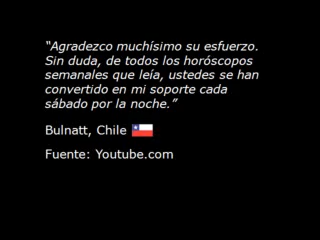 “Agradezco muchísimo su esfuerzo.
Sin duda, de todos los horóscopos
semanales que leía, ustedes se han
convertido en mi soporte cada
sábado por la noche.”
Bulnatt, Chile
Fuente: Youtube.com